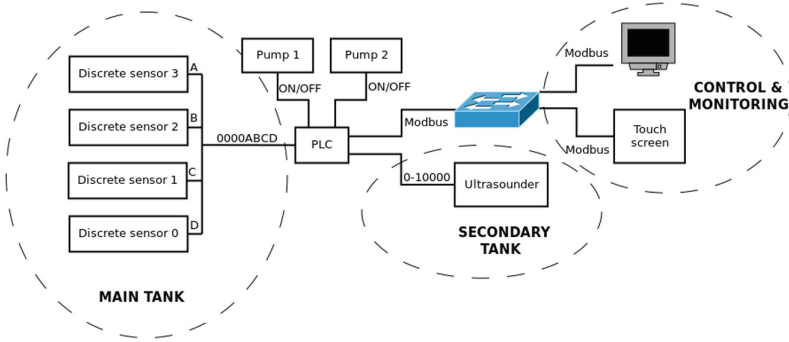 Discrete sensor 3
A
Discrete sensor 2
B
Discrete sensor 1
C
Discrete sensor 0
D
MAIN TANK
0000ABCD
Pump 1
Pump 2
ON/OFF
ON/OFF
PLC
Modbus
0-10000
Ultrasounder
SECONDARY
TANK
Modbus
Modbus
Touch
screen
CONTROL &
MONITORING